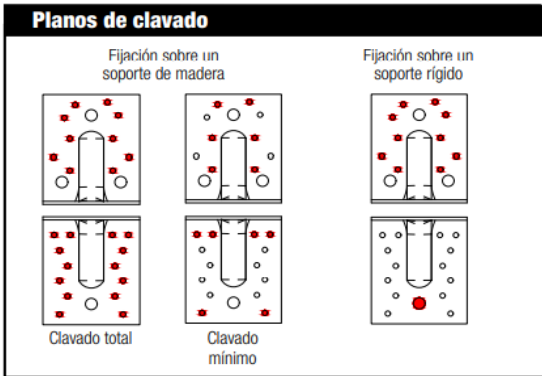 Planos de clavado
Fijación sobre un
soporte de madera
Fijación sobre un
soporte rígido
Clavado total
Clavado
mínimo